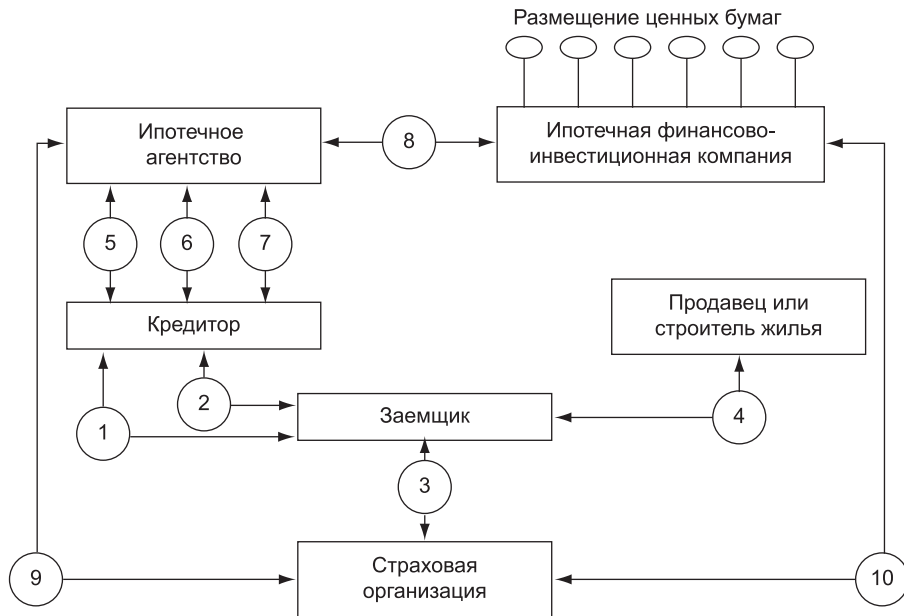 Размещение ценных бумаг
Ипотечное
агентство
8
Ипотечная финансово-
инвестиционная компания
5
6
7
Продавец или
строитель жилья
Кредитор
2
1
Заемщик
4
3
9
Страховая
организация
10